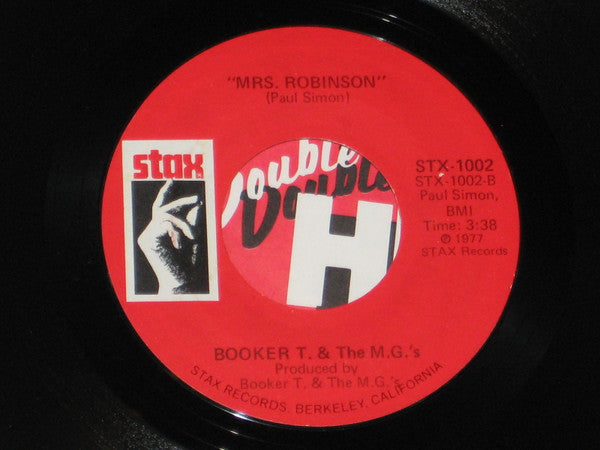 "MRS. ROBINSON"
(Paul Simon)
stax
Double
Double
H
STX-1002
STX-1002-B
Paul Simon,
BMI
Time: 3:38
℗ 1977
STAX Records
BOOKER T. & The M.G.'s
Produced by
Booker T. & The M.G.'s
STAX RECORDS, BERKELEY, CALIFORNIA